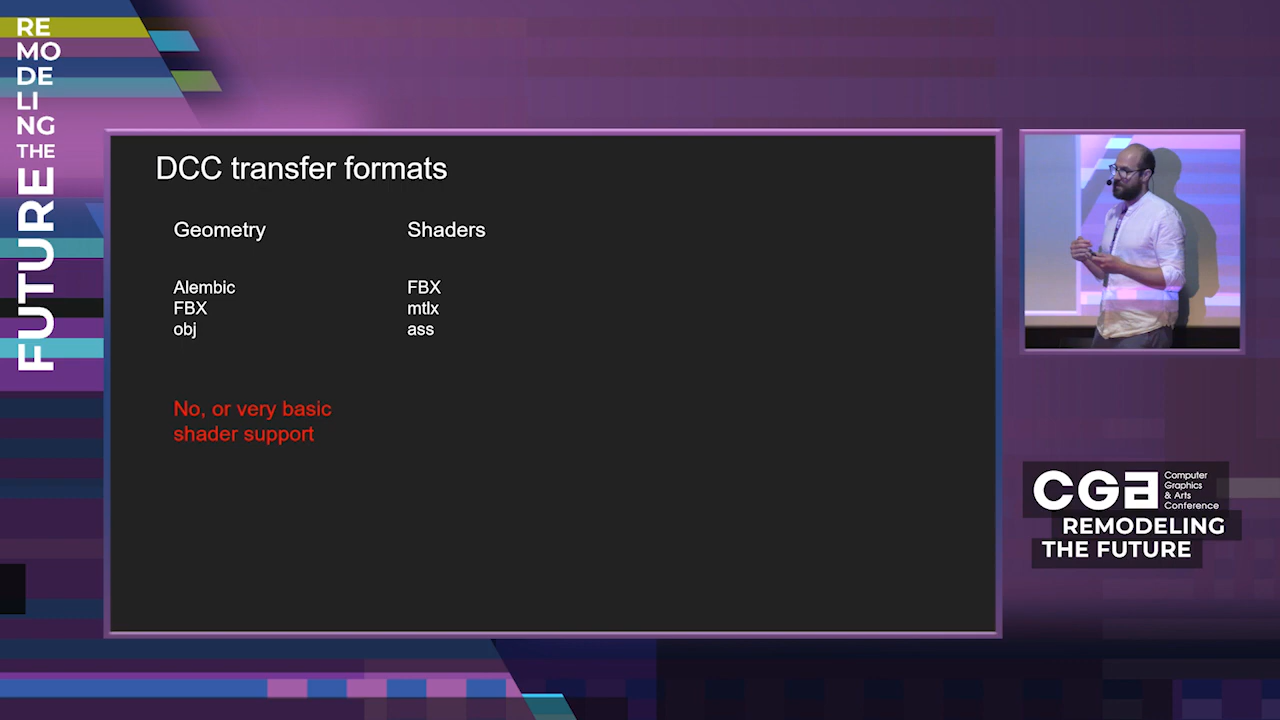 RE
MO
DE
LI
NG
THE
FUTURE
DCC transfer formats
Geometry
Alembic
FBX
obj
No, or very basic
shader support
Shaders
FBX
mtlx
ass
CGA
Computer
Graphics
& Arts
Conference
REMODELING
THE FUTURE